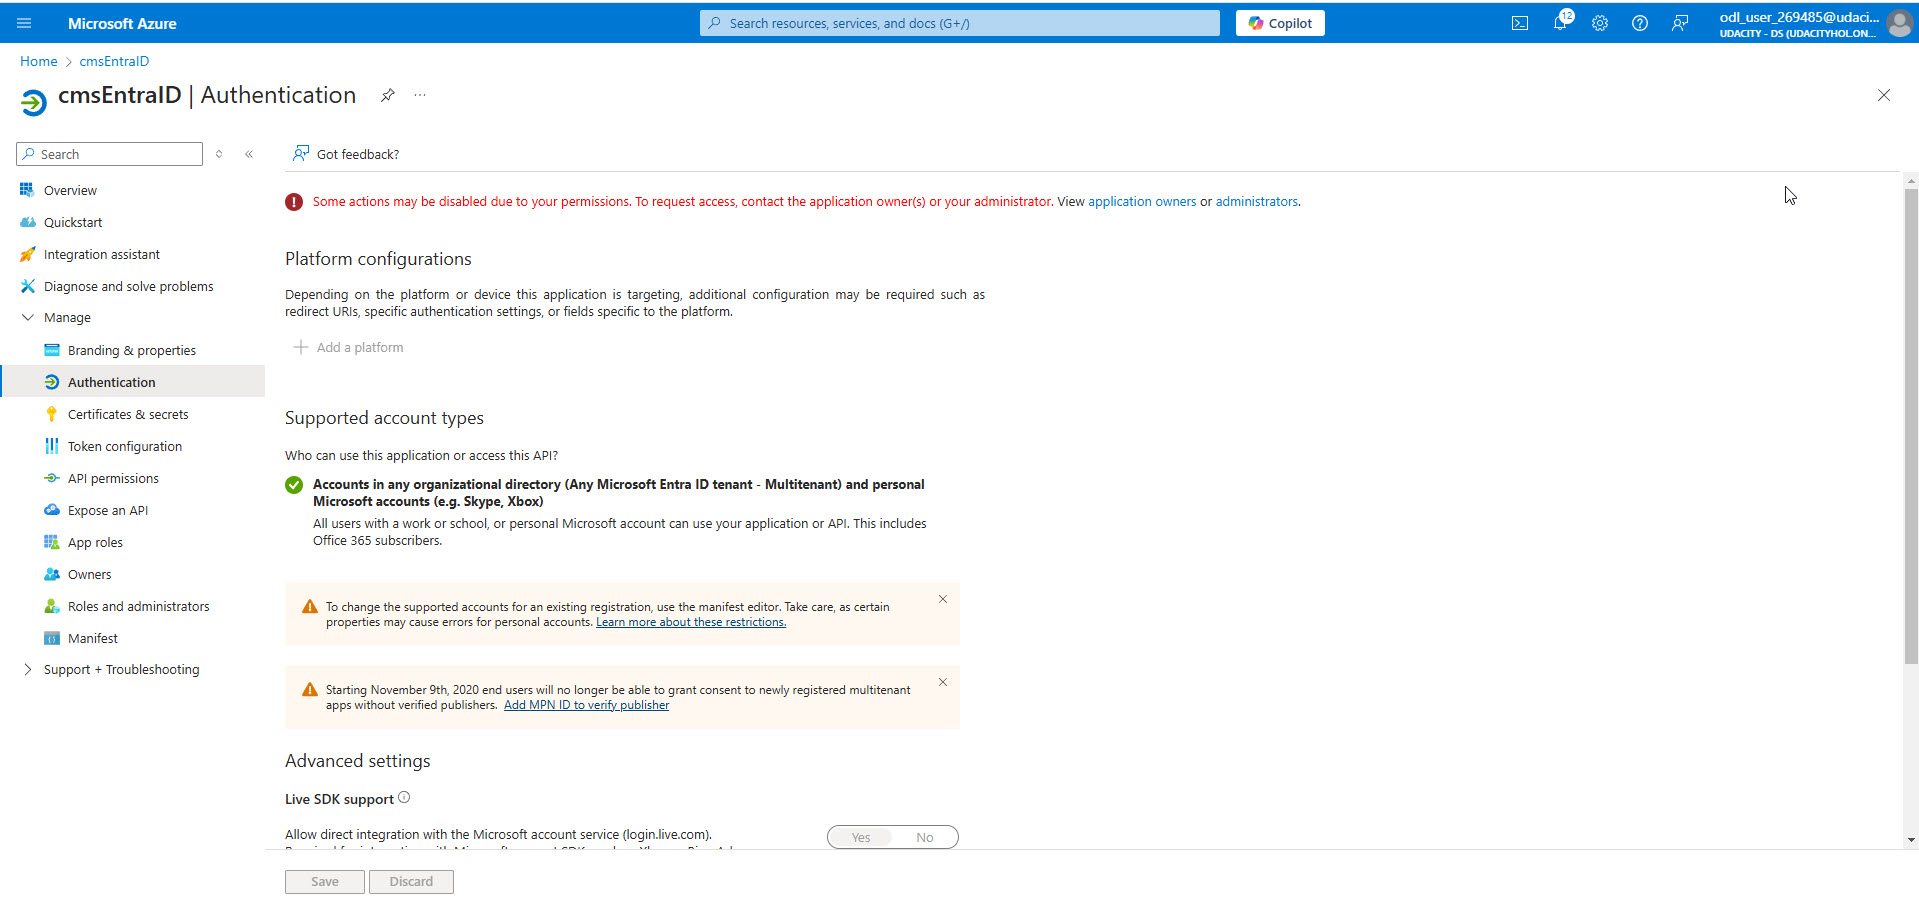 Microsoft Azure
Search resources, services, and docs (G+/)
Copilot
12
odl_user_269485@udaci...
UDACITY - DS (UDACITYHOL.ON...
Home > cmsEntraID
cmsEntraID | Authentication
Search
Got feedback?
Overview
Quickstart
Integration assistant
Diagnose and solve problems
Manage
Branding & properties
Authentication
Certificates & secrets
Token configuration
API permissions
Expose an API
App roles
Owners
Roles and administrators
Manifest
Support + Troubleshooting
Some actions may be disabled due to your permissions. To request access, contact the application owner(s) or your administrator. View application owners or administrators.
Platform configurations
Depending on the platform or device this application is targeting, additional configuration may be required such as
redirect URIs, specific authentication settings, or fields specific to the platform.
Add a platform
Supported account types
Who can use this application or access this API?
Accounts in any organizational directory (Any Microsoft Entra ID tenant - Multitenant) and personal
Microsoft accounts (e.g. Skype, Xbox)
All users with a work or school, or personal Microsoft account can use your application or API. This includes
Office 365 subscribers.
To change the supported accounts for an existing registration, use the manifest editor. Take care, as certain
properties may cause errors for personal accounts. Learn more about these restrictions.
Starting November 9th, 2020 end users will no longer be able to grant consent to newly registered multitenant
apps without verified publishers. Add MPN ID to verify publisher
Advanced settings
Live SDK support
Allow direct integration with the Microsoft account service (login.live.com).
Yes No
Save Discard